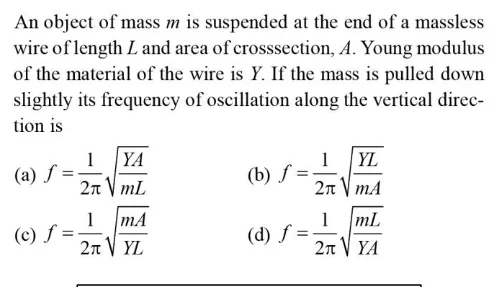 An object of mass m is suspended at the end of a massless
wire of length L and area of crosssection, A. Young modulus
of the material of the wire is Y. If the mass is pulled down
slightly its frequency of oscillation along the vertical direc-
tion is
(a) f = 1/2π √(YA/mL) (b) f = 1/2π √(YL/mA)
(c) f = 1/2π √(mA/YL) (d) f = 1/2π √(mL/YA)